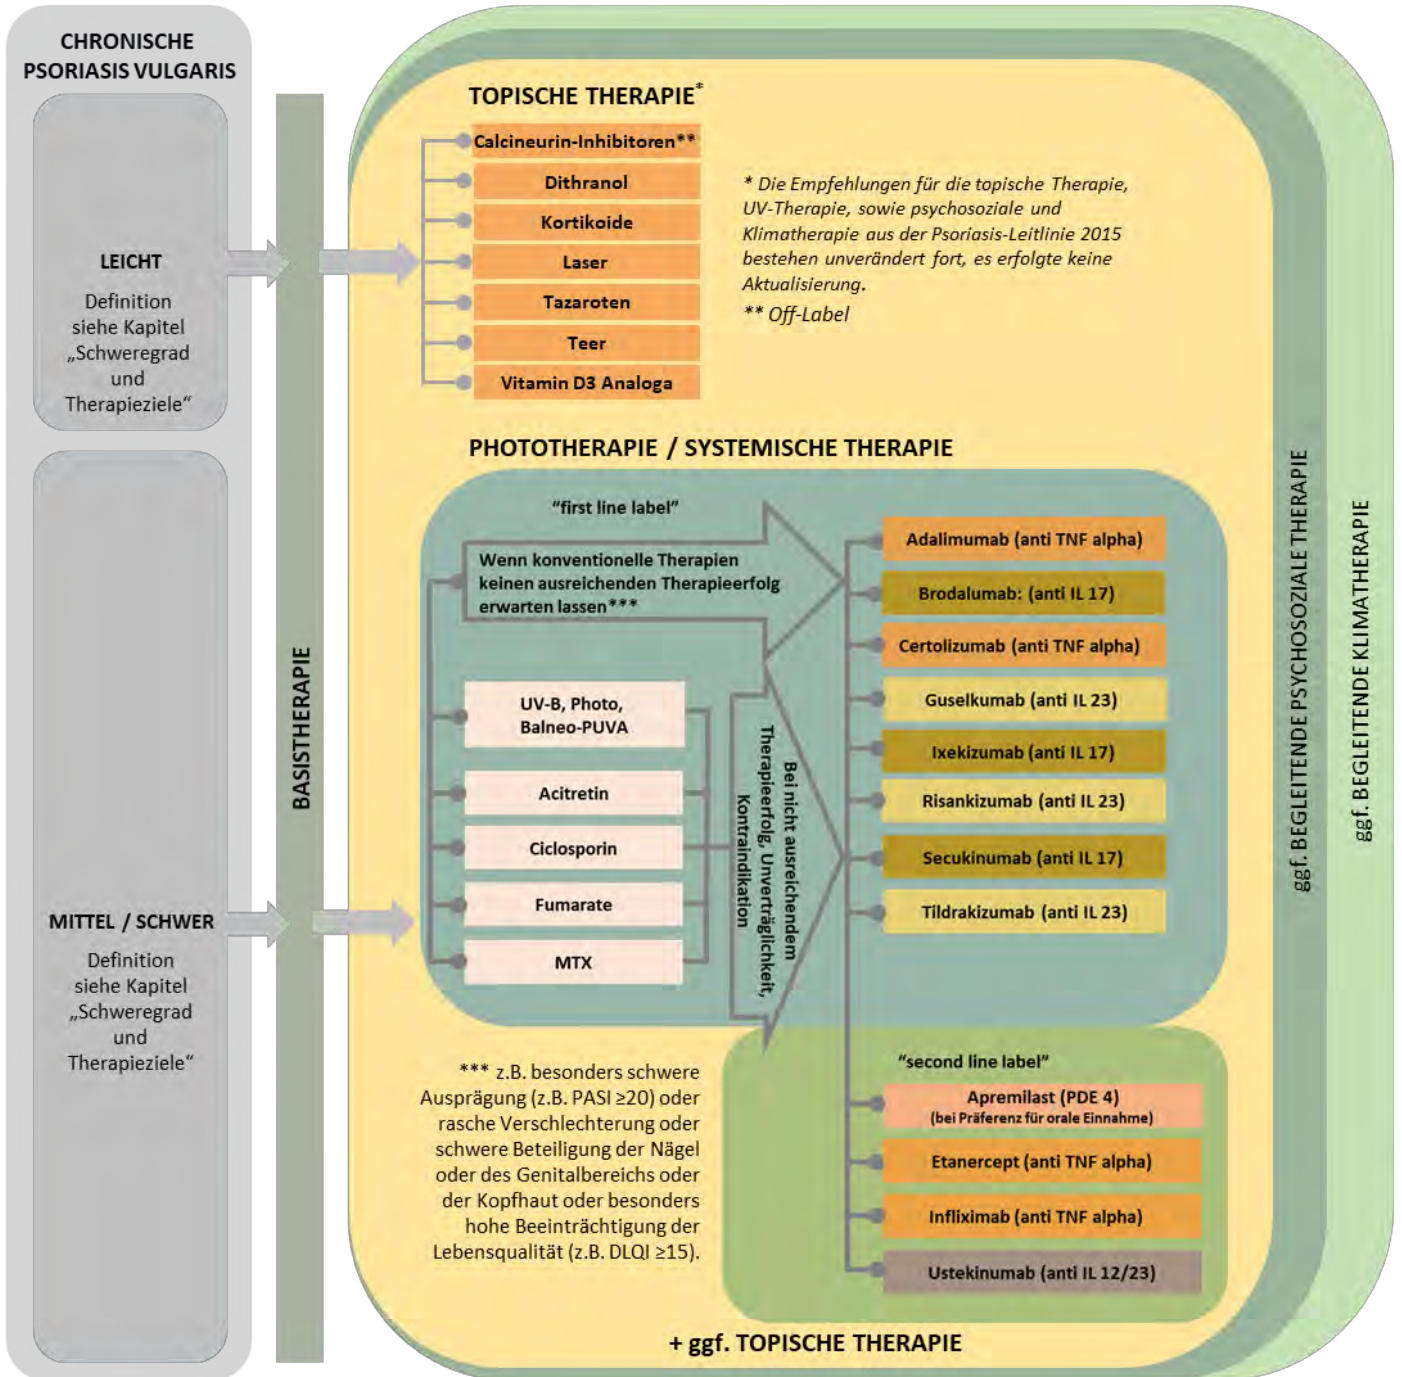 CHRONISCHE
PSORIASIS VULGARIS
LEICHT
Definition
siehe Kapitel
„Schweregrad
und
Therapieziele“
MITTEL / SCHWER
Definition
siehe Kapitel
„Schweregrad
und
Therapieziele“
BASISTHERAPIE
TOPISCHE THERAPIE*
Calcineurin-Inhibitoren**
Dithranol
Kortikoide
Laser
Tazaroten
Teer
Vitamin D3 Analoga
* Die Empfehlungen für die topische Therapie,
UV-Therapie, sowie psychosoziale und
Klimatherapie aus der Psoriasis-Leitlinie 2015
bestehen unverändert fort, es erfolgte keine
Aktualisierung.
** Off-Label
PHOTOTHERAPIE / SYSTEMISCHE THERAPIE
“first line label”
Wenn konventionelle Therapien
keinen ausreichenden Therapieerfolg
erwarten lassen***
UV-B, Photo,
Balneo-PUVA
Acitretin
Ciclosporin
Fumarate
MTX
Bei nicht ausreichendem
Therapieerfolg, Unverträglichkeit,
Kontraindikation
Adalimumab (anti TNF alpha)
Brodalumab: (anti IL 17)
Certolizumab (anti TNF alpha)
Guselkumab (anti IL 23)
Ixekizumab (anti IL 17)
Risankizumab (anti IL 23)
Secukinumab (anti IL 17)
Tildrakizumab (anti IL 23)
“second line label”
Apremilast (PDE 4)
(bei Präferenz für orale Einnahme)
Etanercept (anti TNF alpha)
Infliximab (anti TNF alpha)
Ustekinumab (anti IL 12/23)
*** z.B. besonders schwere
Ausprägung (z.B. PASI ≥20) oder
rasche Verschlechterung oder
schwere Beteiligung der Nägel
oder des Genitalbereichs oder
der Kopfhaut oder besonders
hohe Beeinträchtigung der
Lebensqualität (z.B. DLQI ≥15).
+ ggf. TOPISCHE THERAPIE
ggf. BEGLEITENDE PSYCHOSOZIALE THERAPIE
ggf. BEGLEITENDE KLIMATHERAPIE